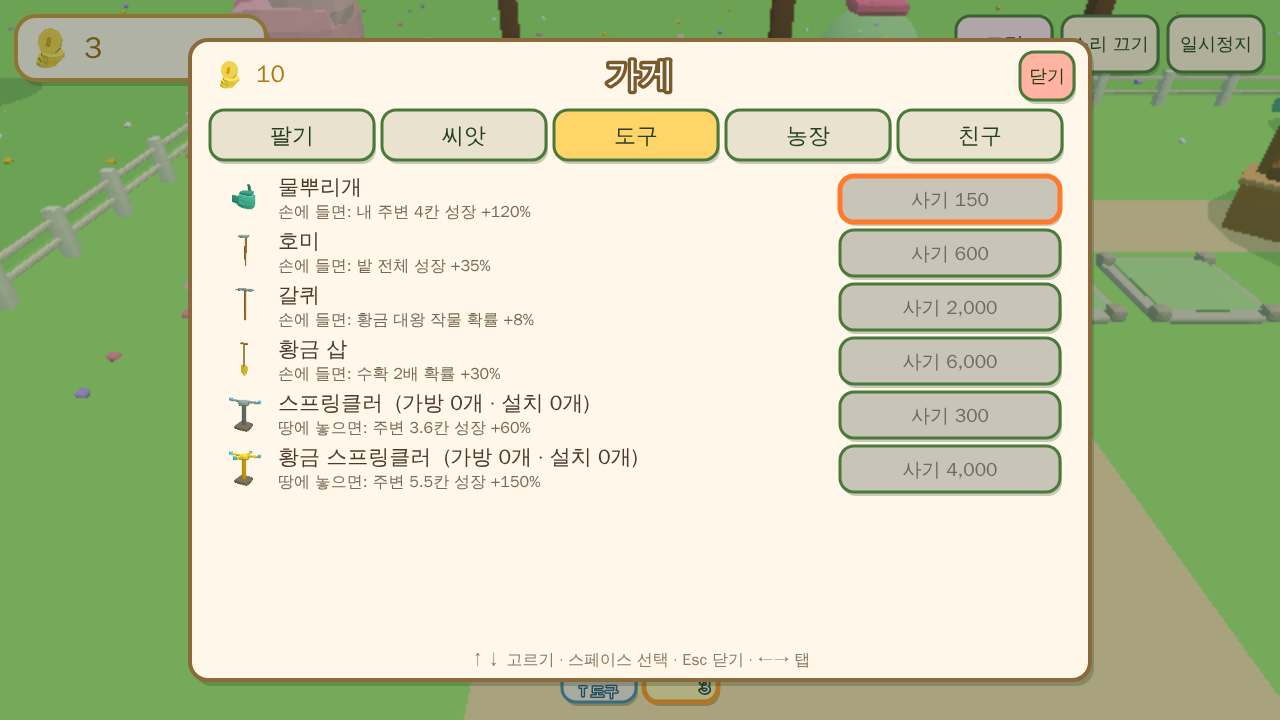 3
리 끄기
일시정지
10
가게
닫기
팔기
씨앗
도구
농장
친구
물뿌리개
손에 들면: 내 주변 4칸 성장 +120%
사기 150
호미
손에 들면: 밭 전체 성장 +35%
사기 600
갈퀴
손에 들면: 황금 대왕 작물 확률 +8%
사기 2,000
황금 삽
손에 들면: 수확 2배 확률 +30%
사기 6,000
스프링클러 (가방 0개 · 설치 0개)
땅에 놓으면: 주변 3.6칸 성장 +60%
사기 300
황금 스프링클러 (가방 0개 · 설치 0개)
땅에 놓으면: 주변 5.5칸 성장 +150%
사기 4,000
↑ ↓ 고르기 · 스페이스 선택 · Esc 닫기 · ←→ 탭
T 도구
3